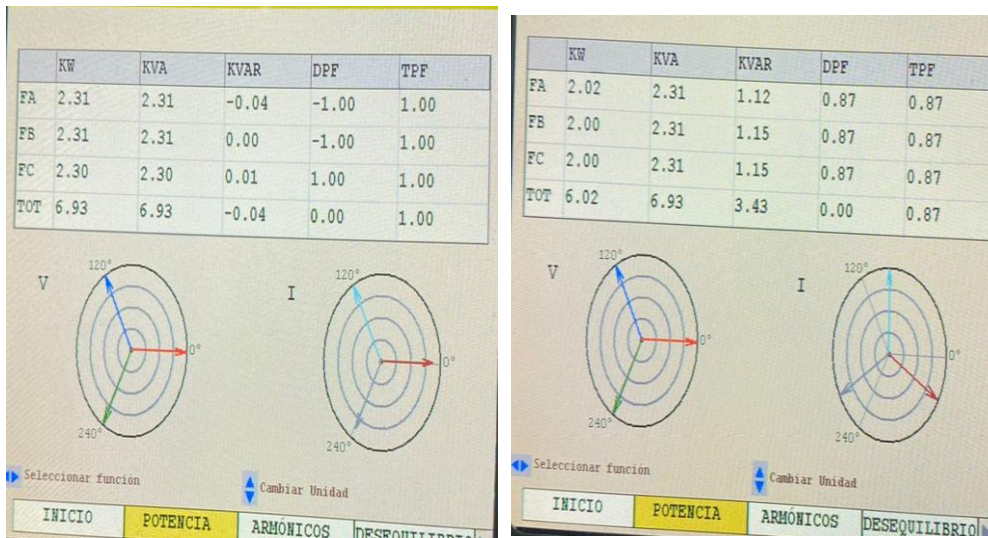 KW KVA KVAR DPF TPF
FA 2.31 2.31 -0.04 -1.00 1.00
FB 2.31 2.31 0.00 -1.00 1.00
FC 2.30 2.30 0.01 1.00 1.00
TOT 6.93 6.93 -0.04 0.00 1.00
V 120° 0° 240°
I 120° 0° 240°
Seleccionar función
Cambiar Unidad
INICIO POTENCIA ARMÓNICOS DESEQUILIBRIO
KW KVA KVAR DPF TPF
FA 2.02 2.31 1.12 0.87 0.87
FB 2.00 2.31 1.15 0.87 0.87
FC 2.00 2.31 1.15 0.87 0.87
TOT 6.02 6.93 3.43 0.00 0.87
V 120° 0° 240°
I 120° 0° 240°
Seleccionar función
Cambiar Unidad
INICIO POTENCIA ARMÓNICOS DESEQUILIBRIO